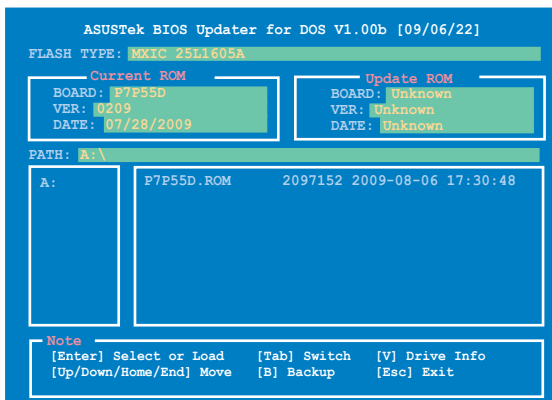 ASUSTek BIOS Updater for DOS V1.00b [09/06/22]
FLASH TYPE: MXIC 25L1605A
Current ROM
BOARD: P7P55D
VER: 0209
DATE: 07/28/2009
Update ROM
BOARD: Unknown
VER: Unknown
DATE: Unknown
PATH: A:\
A:
P7P55D.ROM 2097152 2009-08-06 17:30:48
Note
[Enter] Select or Load [Tab] Switch [V] Drive Info
[Up/Down/Home/End] Move [B] Backup [Esc] Exit